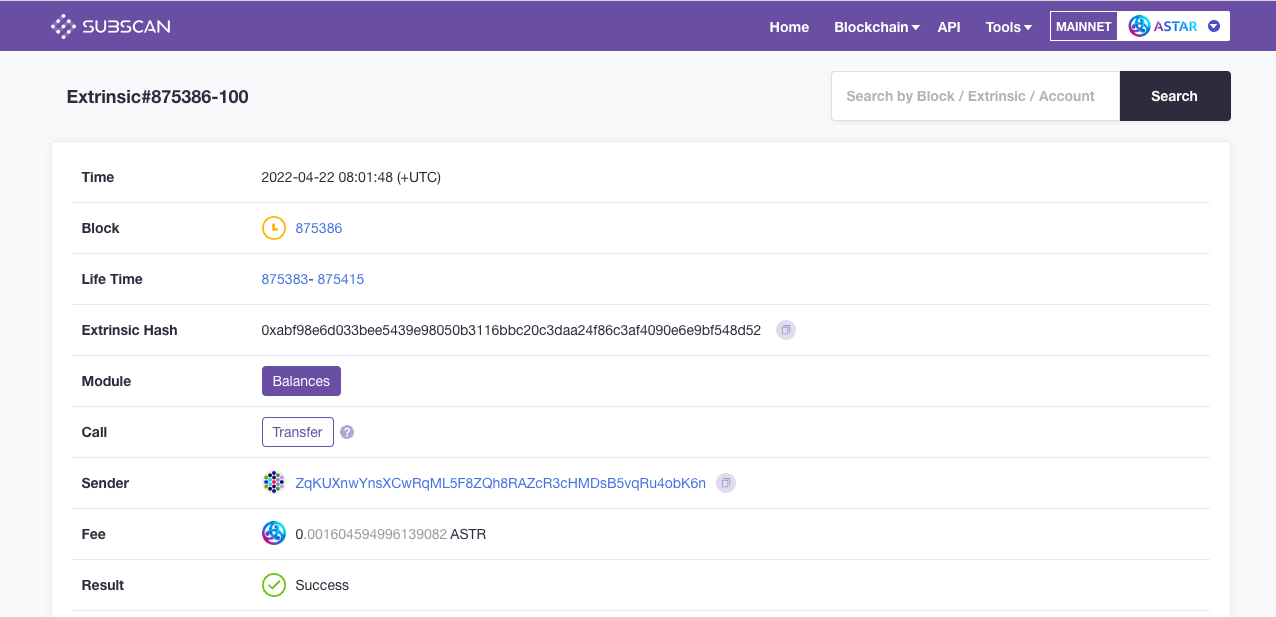 SUBSCAN Home Blockchain API Tools MAINNET ASTAR
Extrinsic#875386-100 Search by Block / Extrinsic / Account Search
Time 2022-04-22 08:01:48 (+UTC)
Block 875386
Life Time 875383- 875415
Extrinsic Hash 0xabf98e6d033bee5439e98050b3116bbc20c3daa24f86c3af4090e6e9bf548d52
Module Balances
Call Transfer ?
Sender ZqKUXnwYnsXCwRqML5F8ZQh8RAZcR3cHMDsB5vqRu4obK6n
Fee 0.001604594996139082 ASTR
Result Success